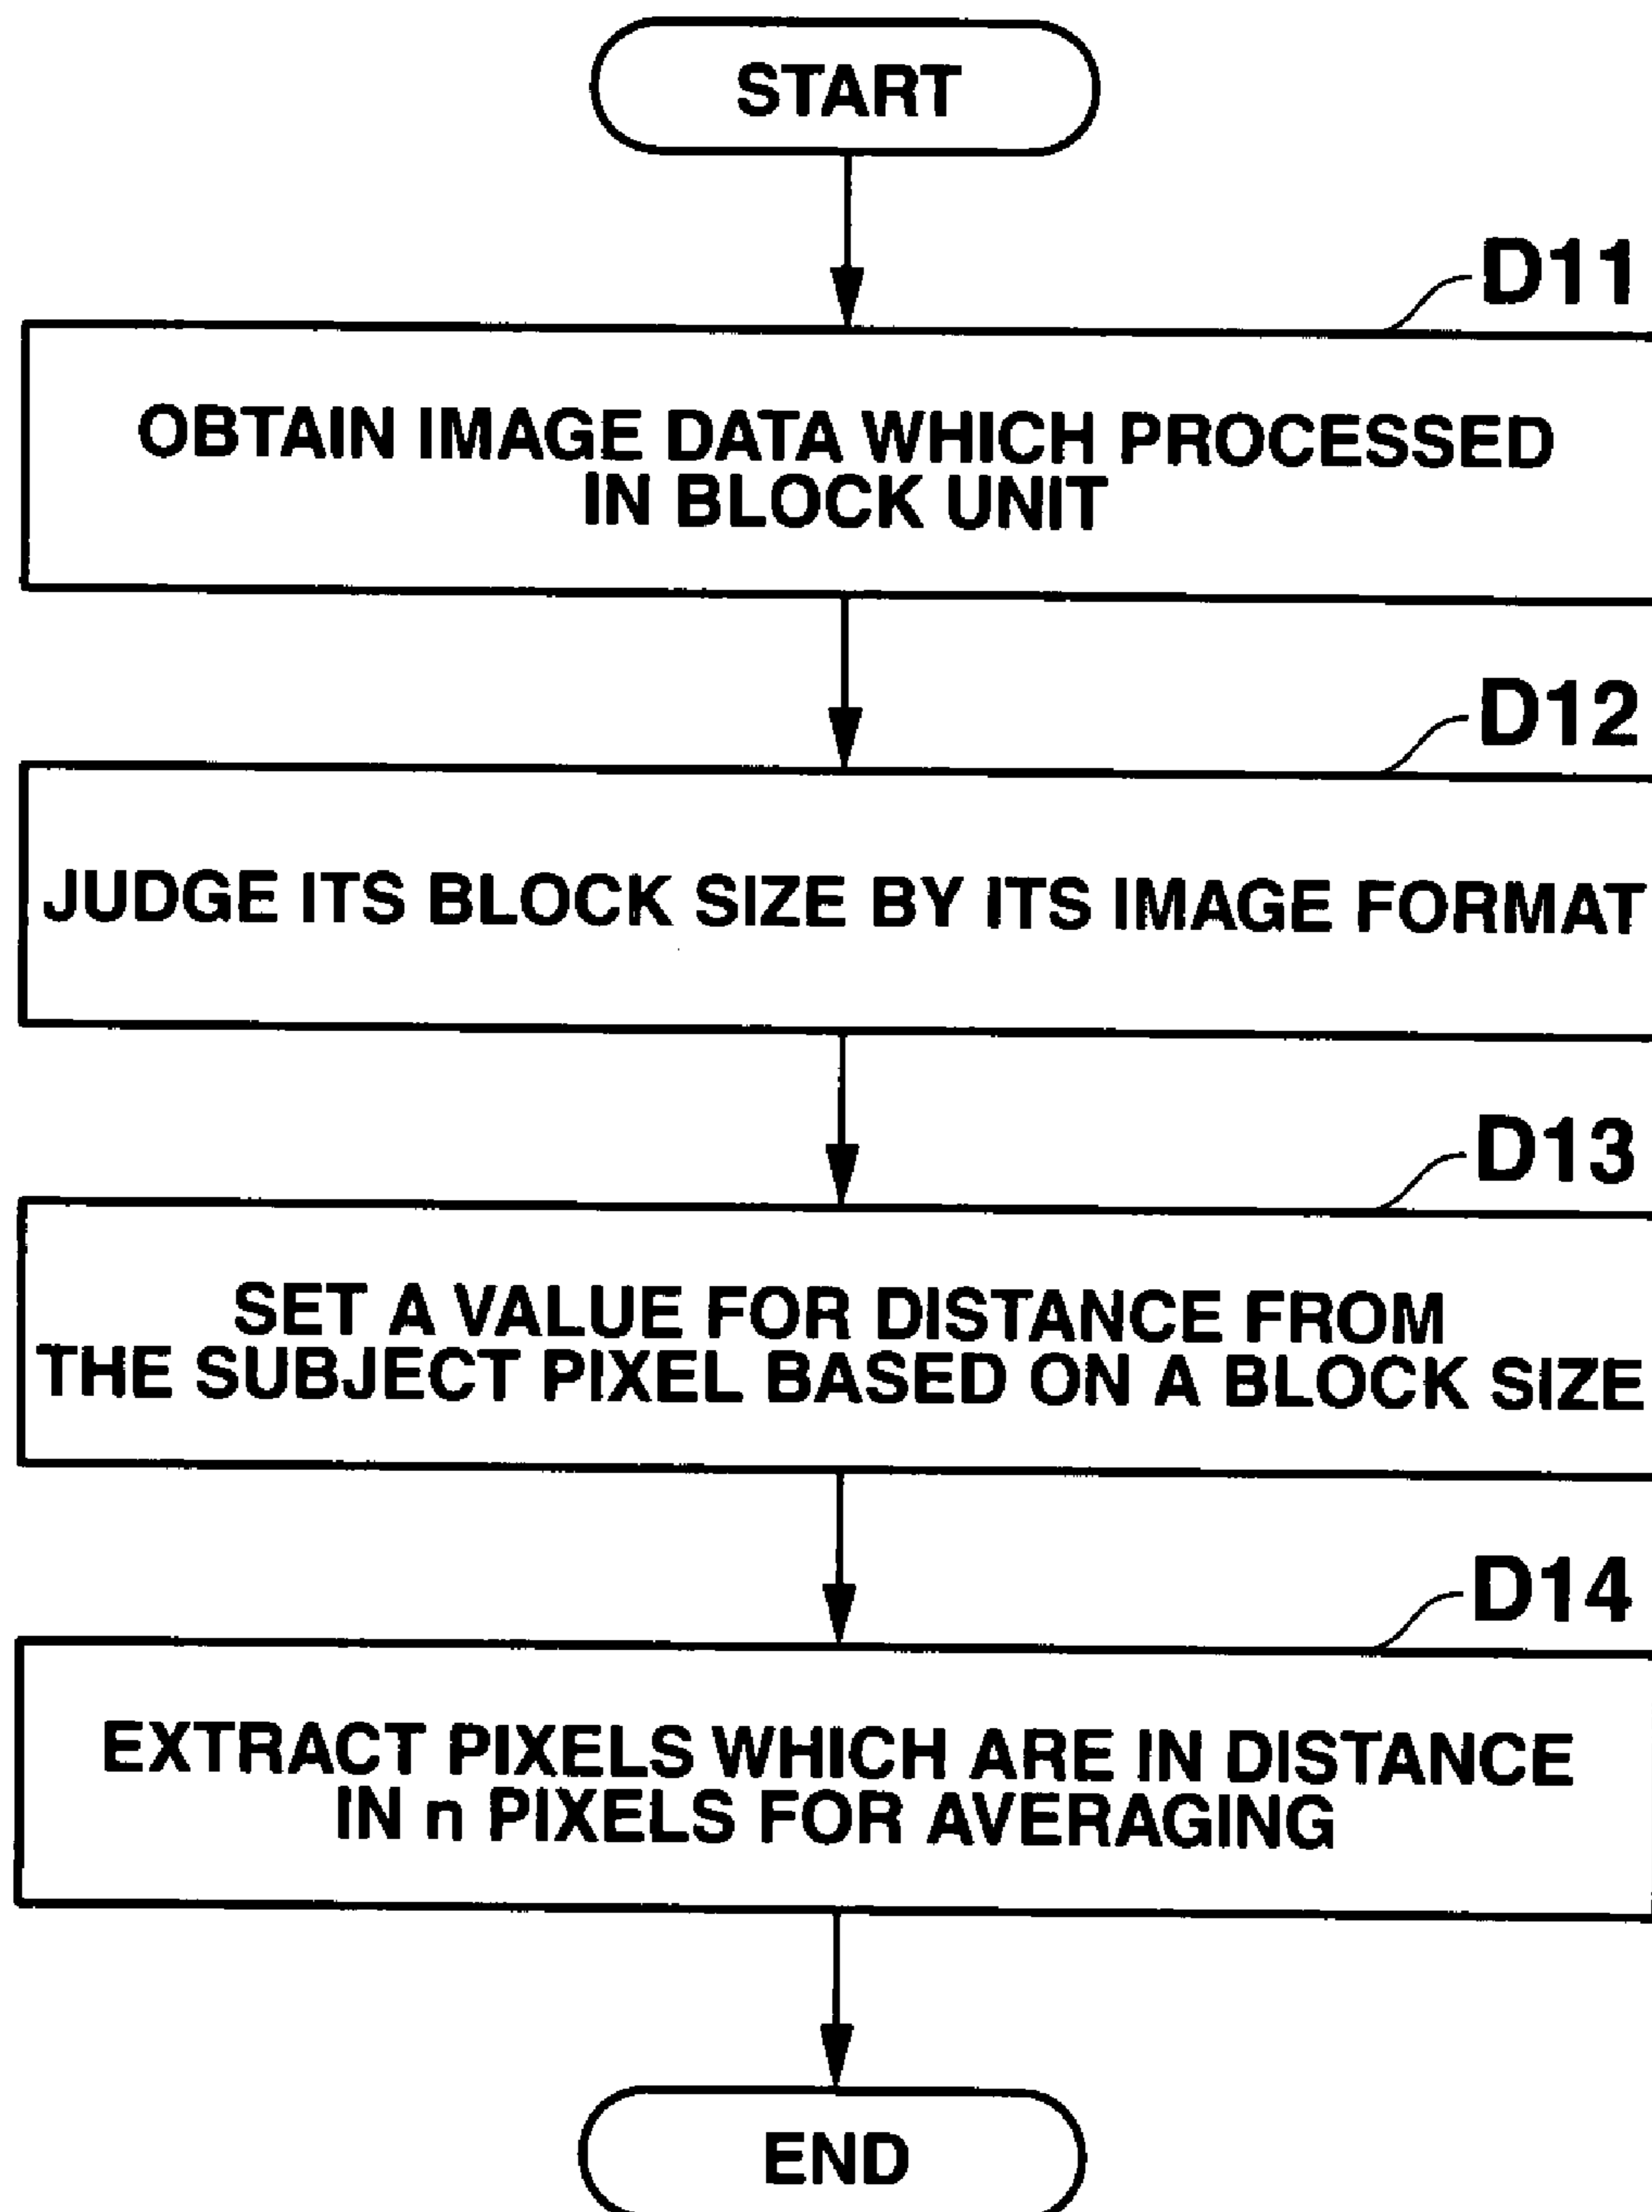 START
D11
OBTAIN IMAGE DATA WHICH PROCESSED
IN BLOCK UNIT
D12
JUDGE ITS BLOCK SIZE BY ITS IMAGE FORMAT
D13
SET A VALUE FOR DISTANCE FROM
THE SUBJECT PIXEL BASED ON A BLOCK SIZE
D14
EXTRACT PIXELS WHICH ARE IN DISTANCE
IN n PIXELS FOR AVERAGING
END